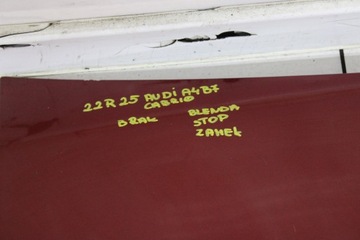 22R25 AUDi A4B7
CABRIO
BRAK BLENDA
STOP
ZAMEK